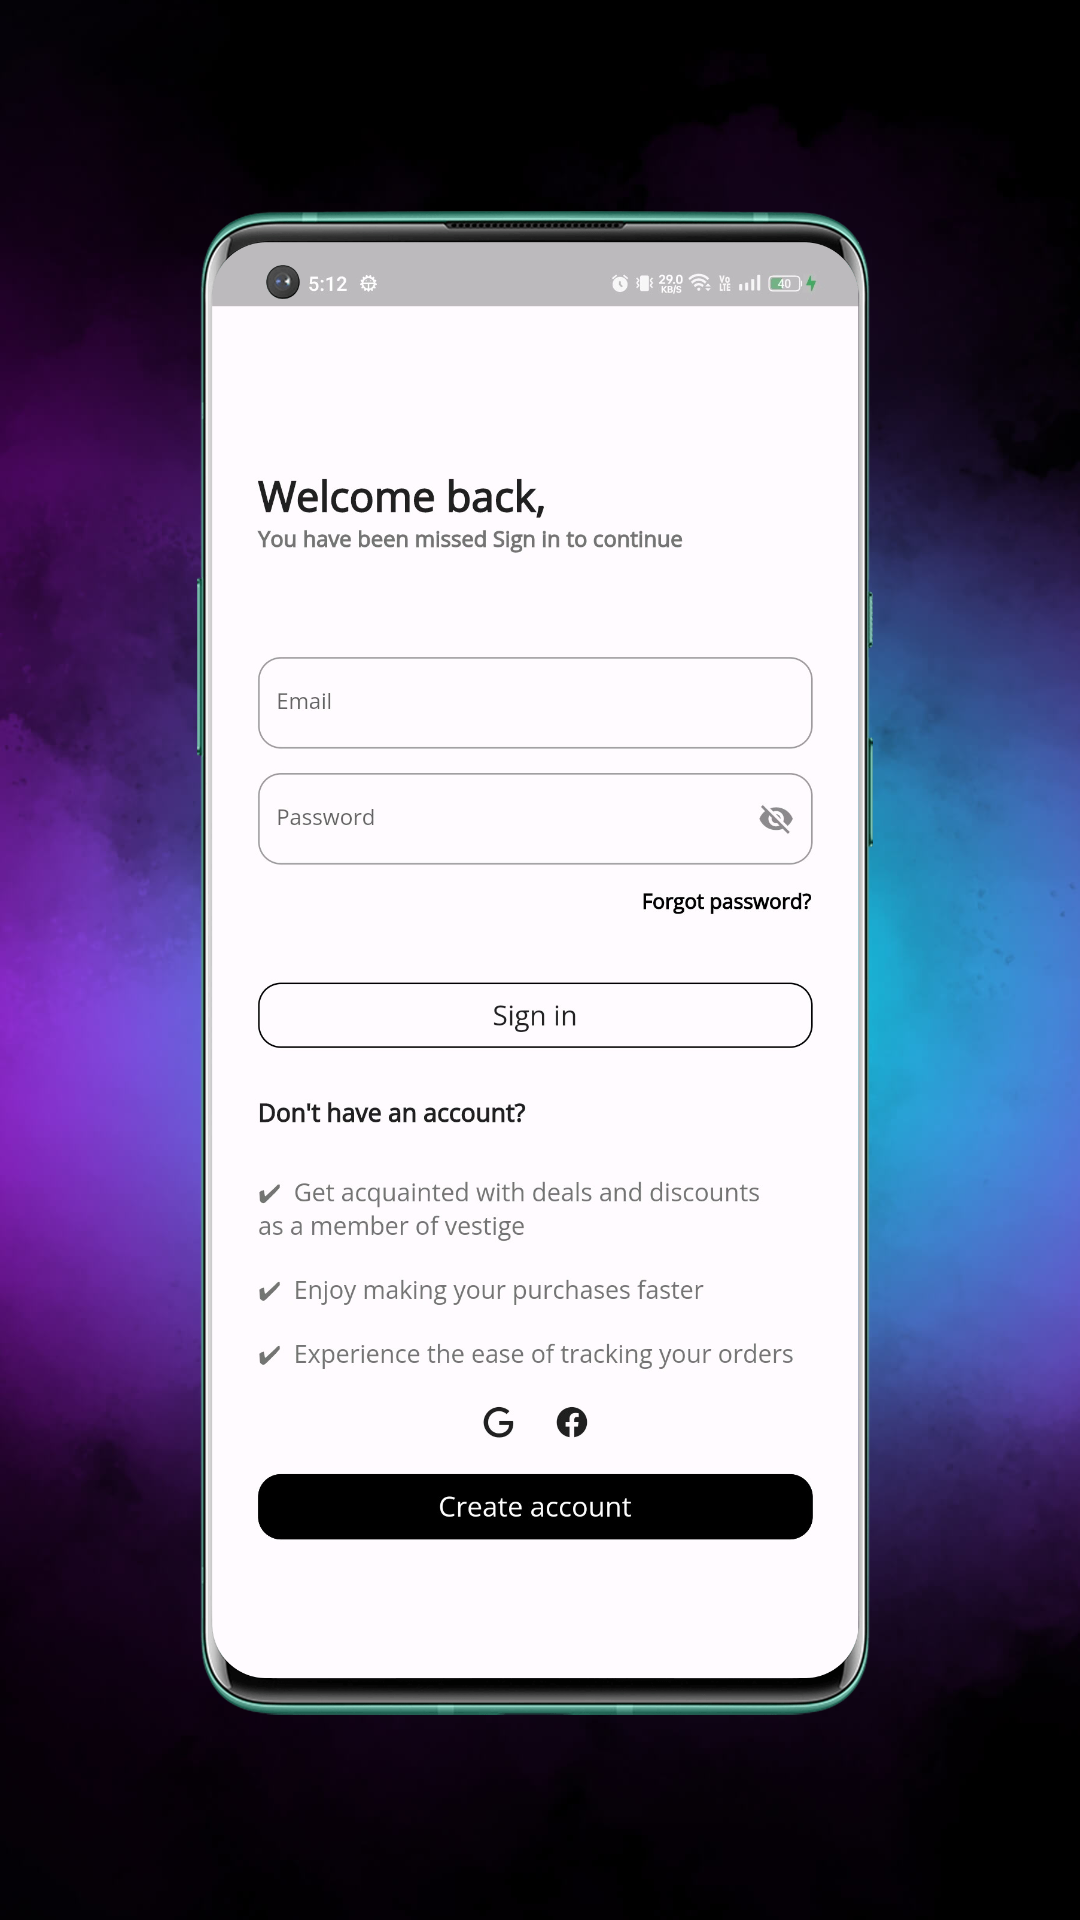 5:12 29.0 KB/S Vo LTE 40
Welcome back,
You have been missed Sign in to continue
Email
Password
Forgot password?
Sign in
Don't have an account?
✔ Get acquainted with deals and discounts
as a member of vestige
✔ Enjoy making your purchases faster
✔ Experience the ease of tracking your orders
Create account